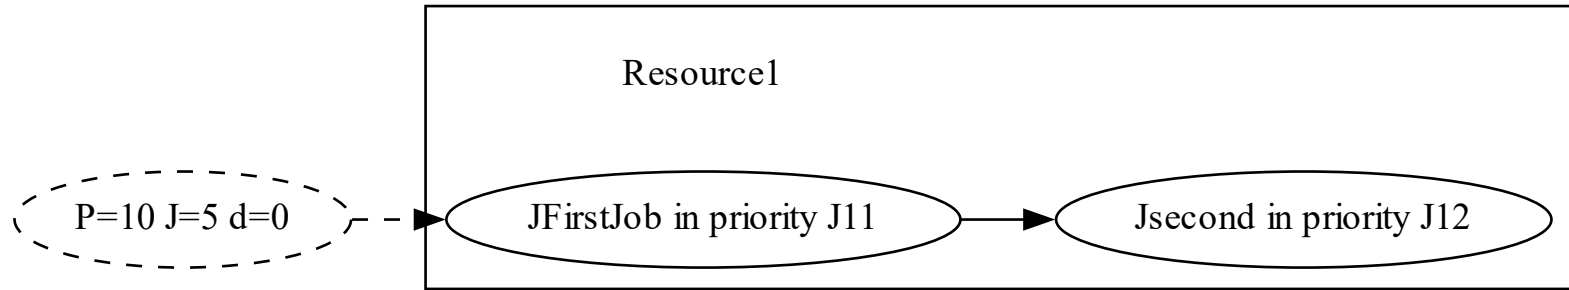 Resource1
P=10 J=5 d=0
JFirstJob in priority J11
Jsecond in priority J12